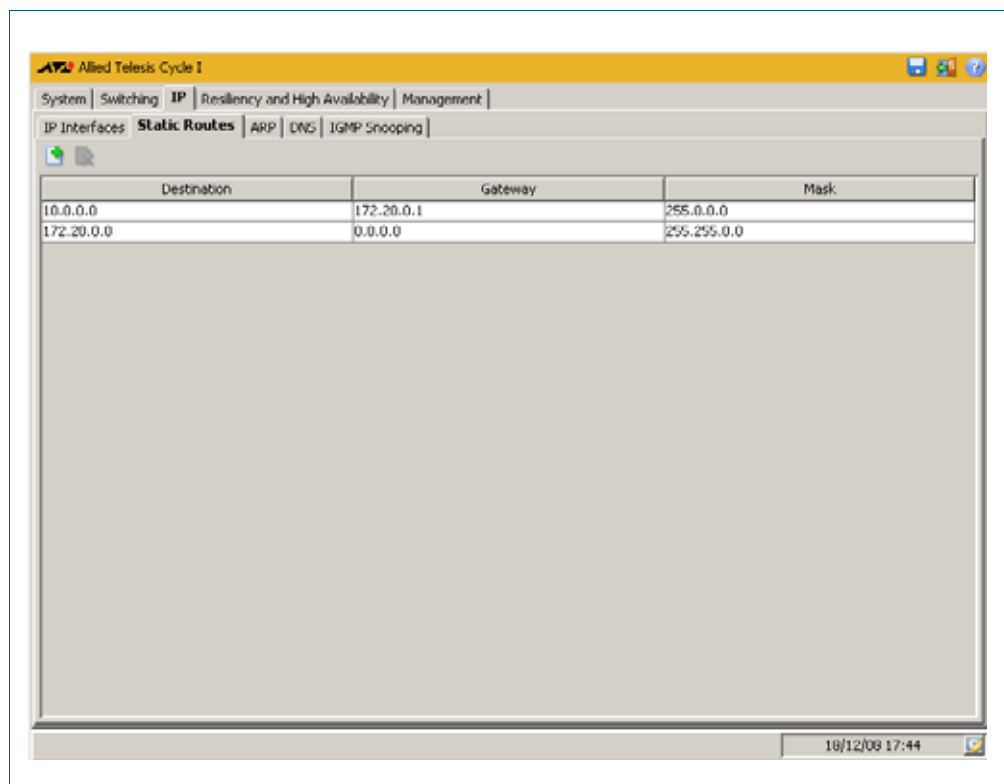 Allied Telesis Cycle I
System Switching IP Resiliency and High Availability Management
IP Interfaces Static Routes ARP DNS IGMP Snooping
Destination Gateway Mask
10.0.0.0 172.20.0.1 255.0.0.0
172.20.0.0 0.0.0.0 255.255.0.0
18/12/08 17:44